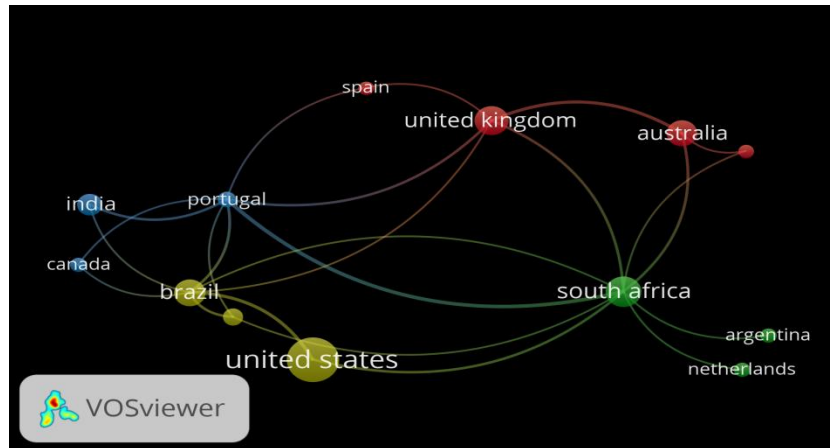 spain
united kingdom
australia
india
portugal
canada
brazil
south africa
argentina
united states
netherlands
VOSviewer